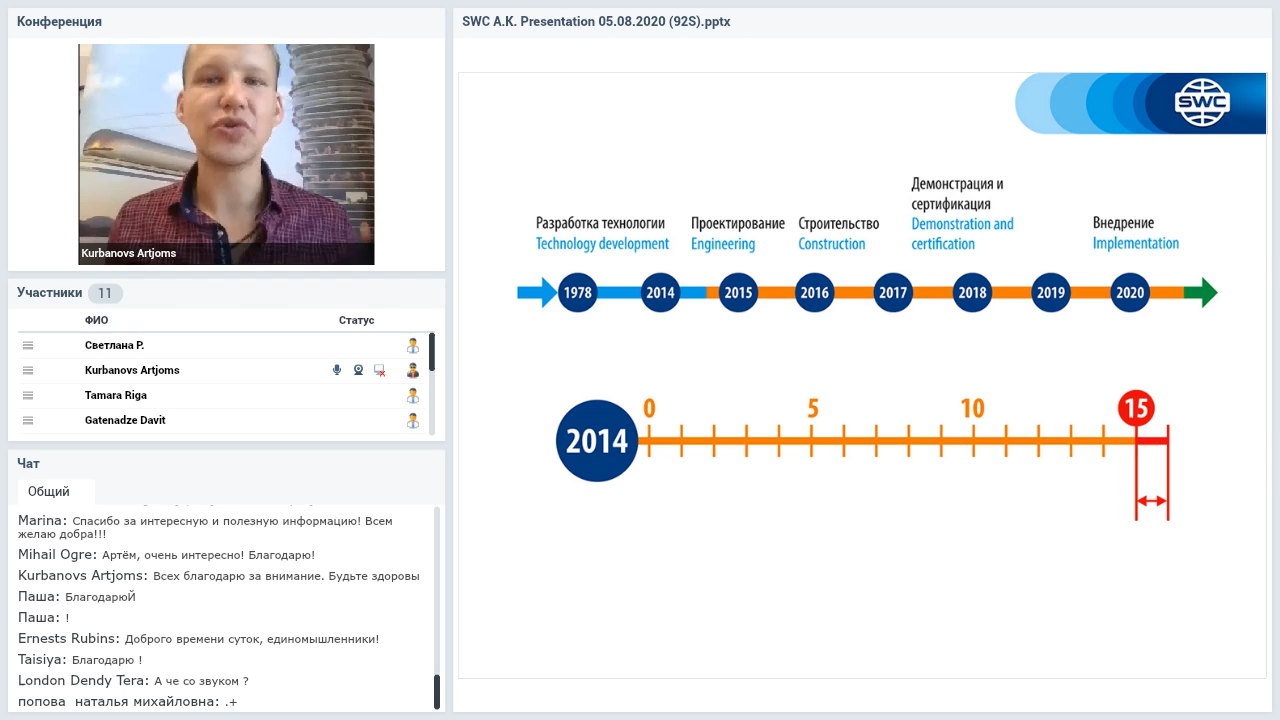 Конференция
Kurbanovs Artjoms
Участники 11
ФИО Статус
Светлана Р.
Kurbanovs Artjoms
Tamara Riga
Gatenadze Davit
Чат
Общий
Marina: Спасибо за интересную и полезную информацию! Всем
желаю добра!!!
Mihail Ogre: Артём, очень интересно! Благодарю!
Kurbanovs Artjoms: Всех благодарю за внимание. Будьте здоровы
Паша: БлагодарюЙ
Паша: !
Ernests Rubins: Доброго времени суток, единомышленники!
Taisiya: Благодарю !
London Dendy Tera: А че со звуком ?
попова наталья михайловна: .+
SWC A.K. Presentation 05.08.2020 (92S).pptx
SWC
Разработка технологии
Technology development
Проектирование
Engineering
Строительство
Construction
Демонстрация и
сертификация
Demonstration and
certification
Внедрение
Implementation
1978 2014 2015 2016 2017 2018 2019 2020
0 5 10 15
2014